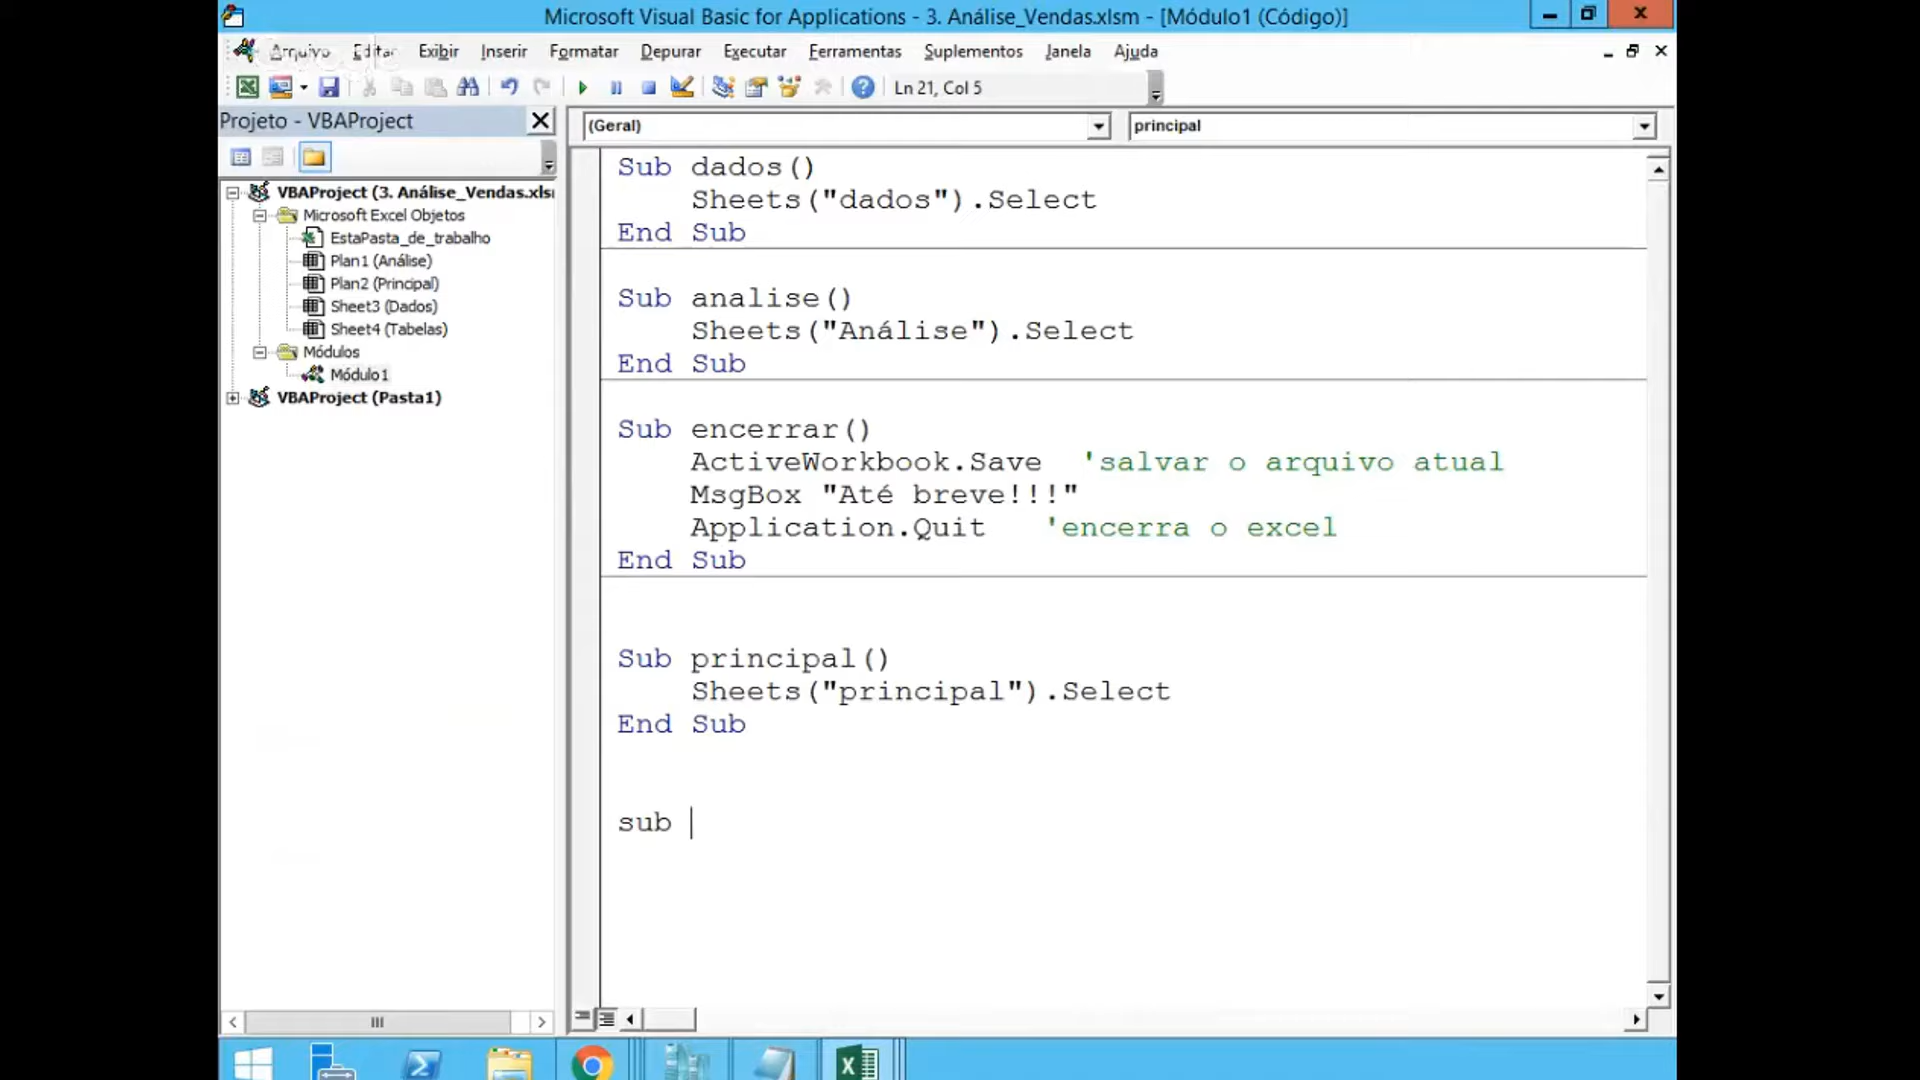 Microsoft Visual Basic for Applications - 3. Análise_Vendas.xlsm - [Módulo1 (Código)]
Arquivo Editar Exibir Inserir Formatar Depurar Executar Ferramentas Suplementos Janela Ajuda
Ln 21, Col 5
Projeto - VBAProject
(Geral)
principal
VBAProject (3. Análise_Vendas.xls
Microsoft Excel Objetos
EstaPasta_de_trabalho
Plan1 (Análise)
Plan2 (Principal)
Sheet3 (Dados)
Sheet4 (Tabelas)
Módulos
Módulo1
VBAProject (Pasta1)
Sub dados()
Sheets("dados").Select
End Sub
Sub analise()
Sheets("Análise").Select
End Sub
Sub encerrar()
ActiveWorkbook.Save 'salvar o arquivo atual
MsgBox "Até breve!!!"
Application.Quit 'encerra o excel
End Sub
Sub principal()
Sheets("principal").Select
End Sub
sub